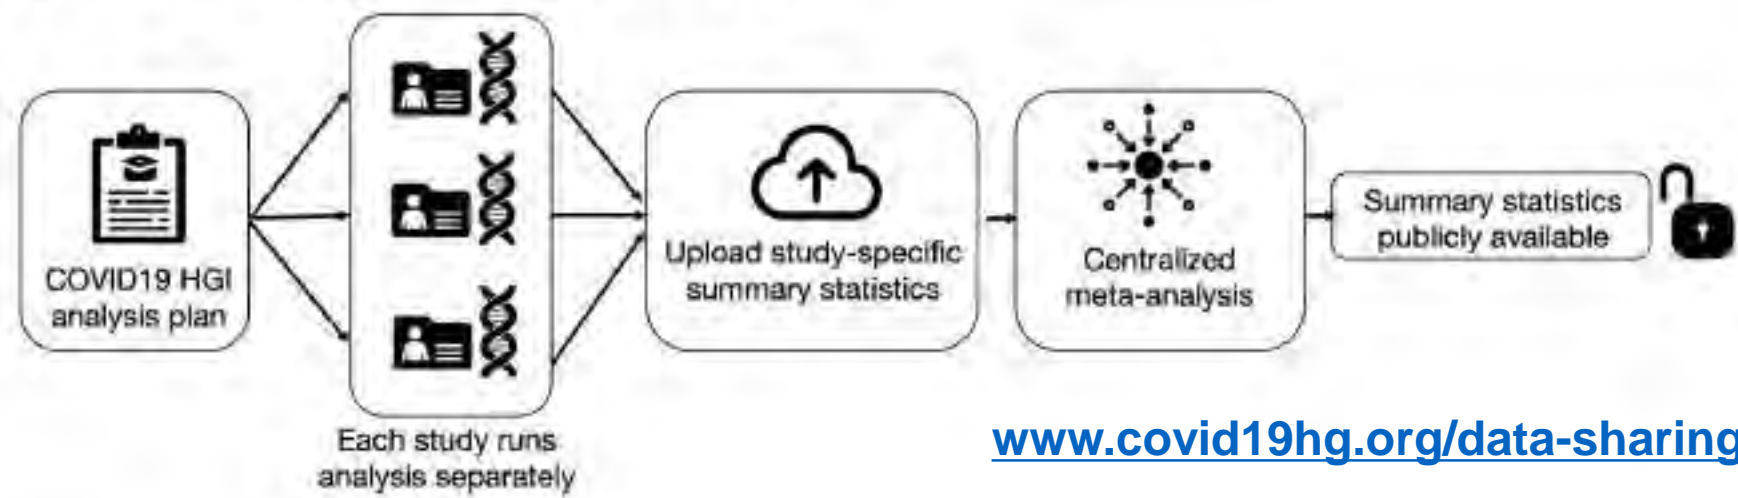 COVID19 HGI
analysis plan
Each study runs
analysis separately
Upload study-specific
summary statistics
Centralized
meta-analysis
Summary statistics
publicly available
www.covid19hg.org/data-sharing